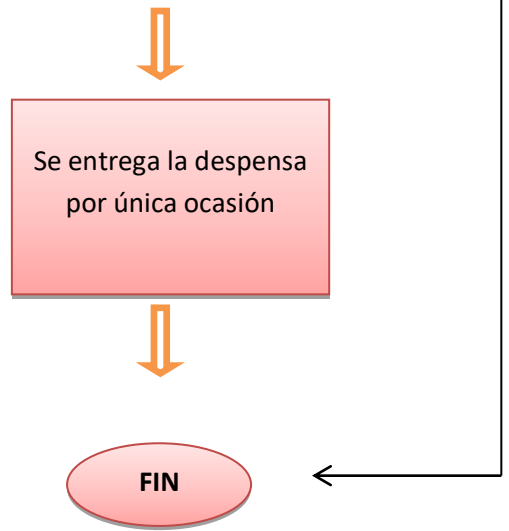 Se entrega la despensa
por única ocasión
FIN